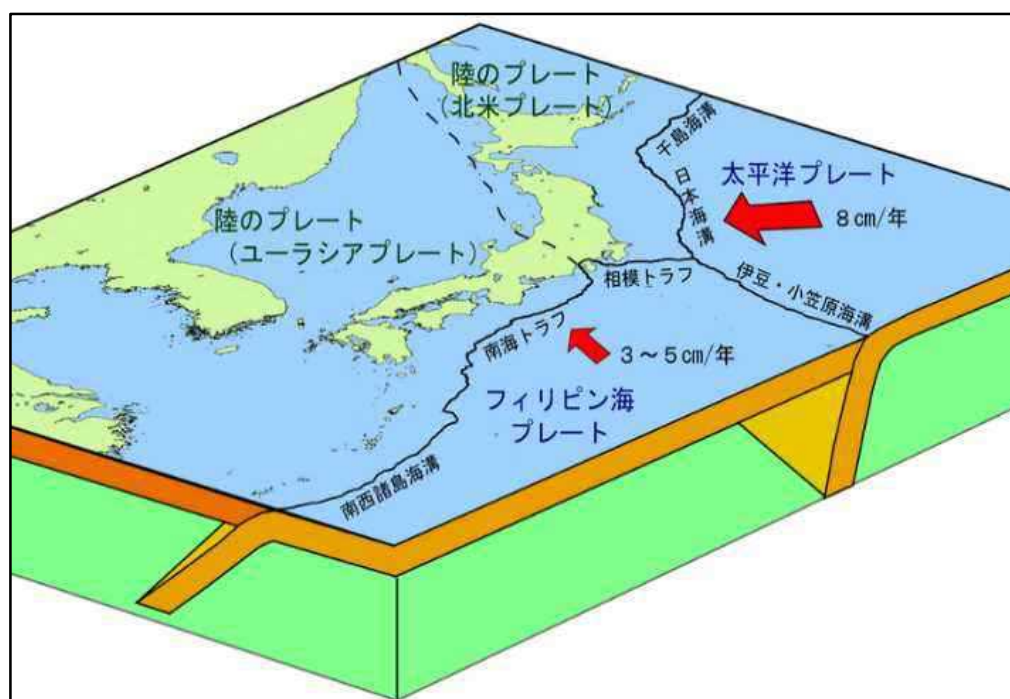 陸のプレート
（北米プレート）
千島海溝
日本海溝
太平洋プレート
8㎝/年
陸のプレート
（ユーラシアプレート）
相模トラフ
伊豆・小笠原海溝
南海トラフ
3～5㎝/年
フィリピン海
プレート
南西諸島海溝